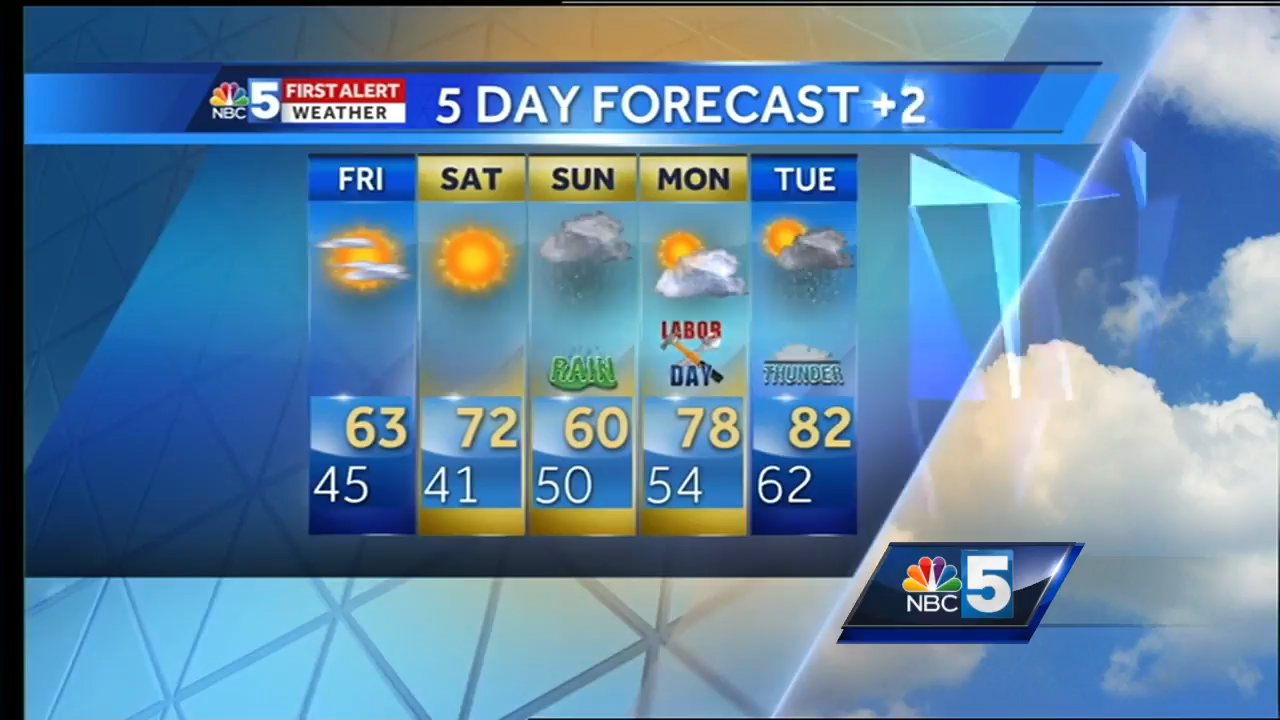 NBC 5 FIRST ALERT WEATHER
5 DAY FORECAST +2
FRI SAT SUN MON TUE
LABOR
RAIN DAY THUNDER
63 72 60 78 82
45 41 50 54 62
NBC 5